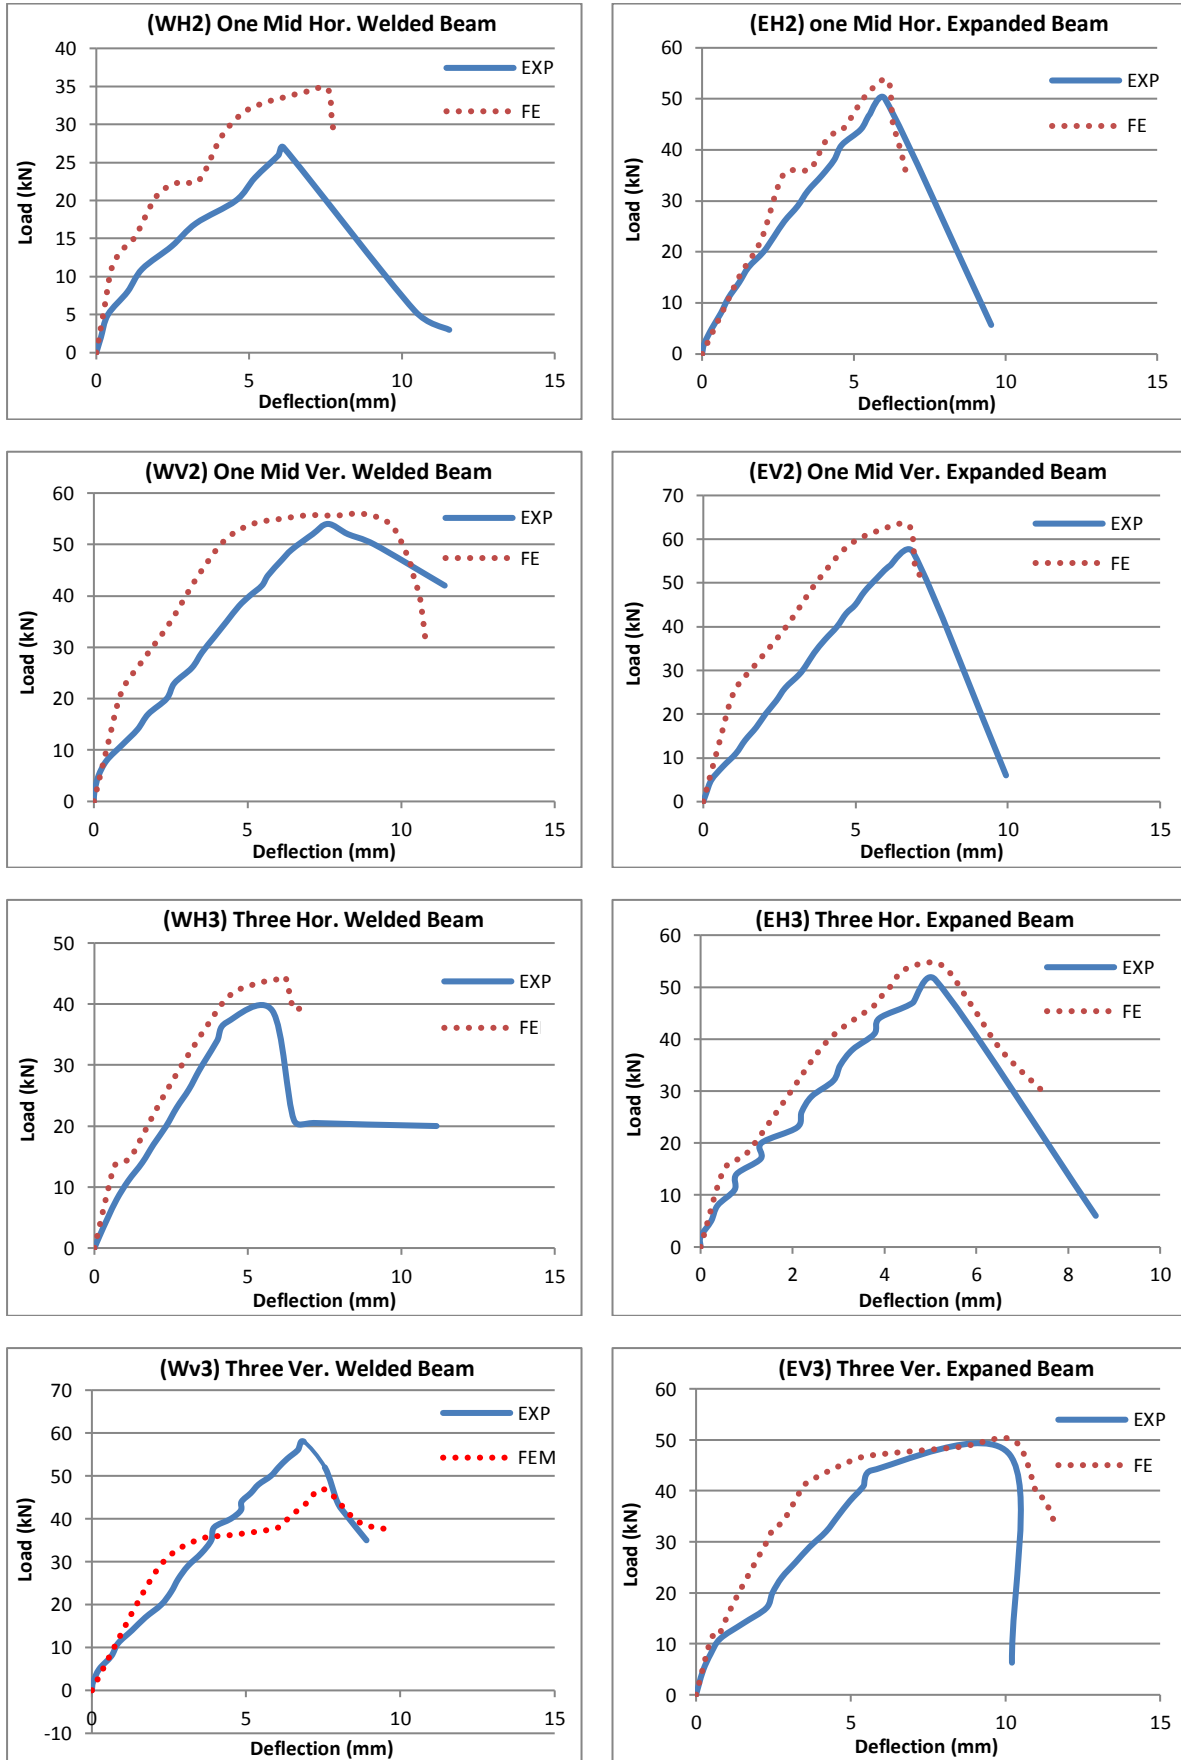 (WH2) One Mid Hor. Welded Beam
40
35
30
25
20
15
10
5
0
0 5 10 15
Load (kN)
Deflection(mm)
EXP
FE
(EH2) one Mid Hor. Expanded Beam
60
50
40
30
20
10
0
0 5 10 15
Load (kN)
Deflection(mm)
EXP
FE
(WV2) One Mid Ver. Welded Beam
60
50
40
30
20
10
0
0 5 10 15
Load (kN)
Deflection (mm)
EXP
FE
(EV2) One Mid Ver. Expanded Beam
70
60
50
40
30
20
10
0
0 5 10 15
Load (kN)
Deflection (mm)
EXP
FE
(WH3) Three Hor. Welded Beam
50
40
30
20
10
0
0 5 10 15
Load (kN)
Deflection (mm)
EXP
FE
(EH3) Three Hor. Expaned Beam
60
50
40
30
20
10
0
0 2 4 6 8 10
Load (kN)
Deflection (mm)
EXP
FE
(Wv3) Three Ver. Welded Beam
70
60
50
40
30
20
10
0
-10
0 5 10 15
Load (kN)
Deflection (mm)
EXP
FEM
(EV3) Three Ver. Expaned Beam
60
50
40
30
20
10
0
0 5 10 15
Load (kN)
Deflection (mm)
EXP
FE